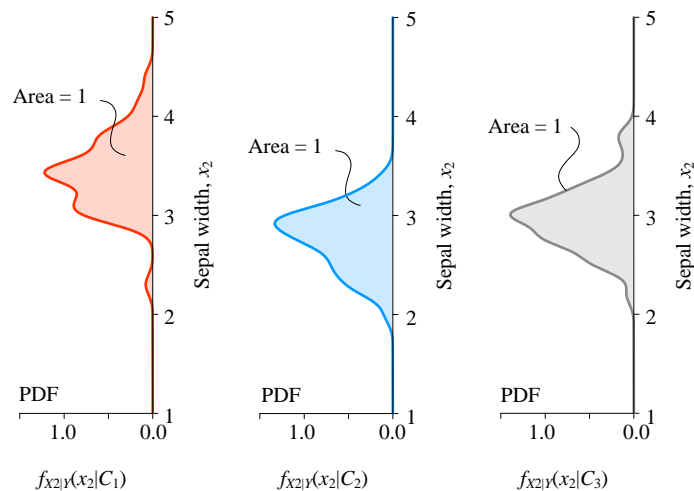 5
Area = 1
4
3
Sepal width, x₂
2
PDF
1
1.0
0.0
f_{X2|Y}(x₂|C₁)
5
4
Area = 1
3
Sepal width, x₂
2
PDF
1
1.0
0.0
f_{X2|Y}(x₂|C₂)
5
Area = 1
4
3
Sepal width, x₂
2
PDF
1
1.0
0.0
f_{X2|Y}(x₂|C₃)